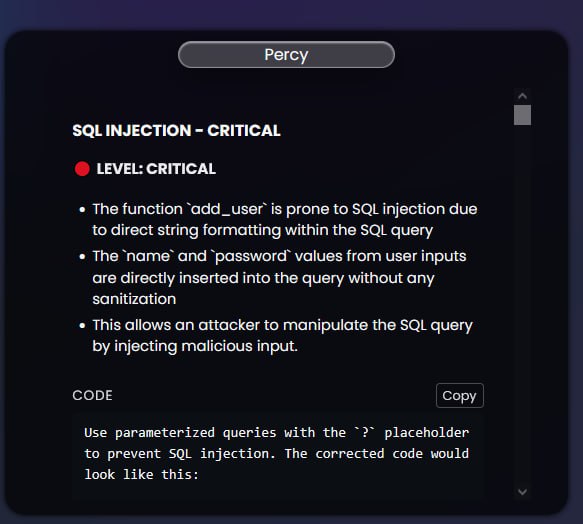 Percy
SQL INJECTION - CRITICAL
LEVEL: CRITICAL
• The function `add_user` is prone to SQL injection due
to direct string formatting within the SQL query
• The `name` and `password` values from user inputs
are directly inserted into the query without any
sanitization
• This allows an attacker to manipulate the SQL query
by injecting malicious input.
CODE
Copy
Use parameterized queries with the `?` placeholder
to prevent SQL injection. The corrected code would
look like this: